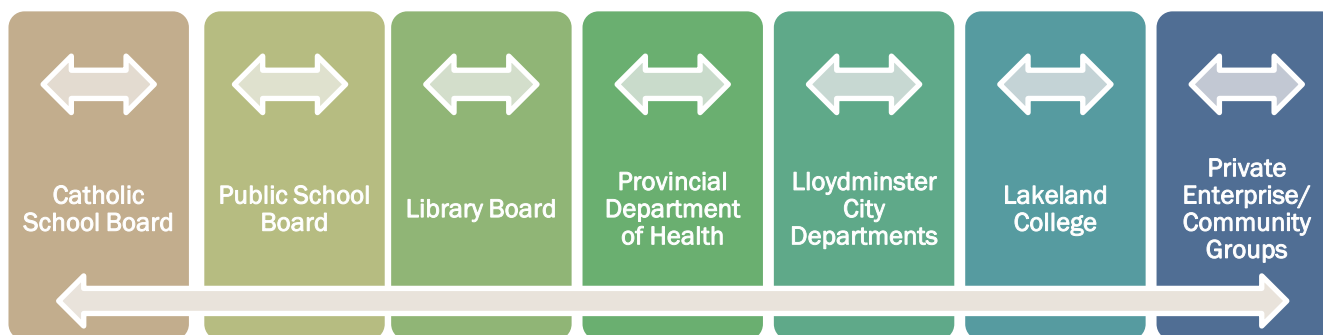 Catholic
School Board
Public School
Board
Library Board
Provincial
Department
of Health
Lloydminster
City
Departments
Lakeland
College
Private
Enterprise/
Community
Groups